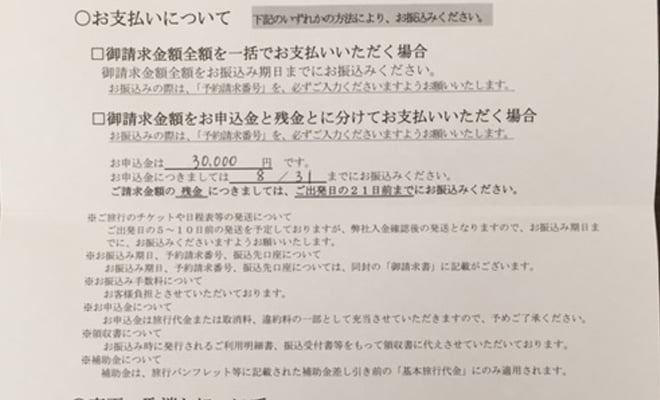 ○お支払いについて 下記のいずれかの方法により、お振込みください。
□御請求金額全額を一括でお支払いいただく場合
御請求金額全額をお振込み期日までにお振込みください。
お振込みの際は、「予約請求番号」を、必ずご入力くださいますようお願いいたします。
□御請求金額をお申込金と残金とに分けてお支払いいただく場合
お振込みの際は、「予約請求番号」を、必ずご入力くださいますようお願いいたします。
お申込金は 30,000 円 です。
お申込金につきましては 8 / 31 までにお振込みください。
ご請求金額の 残金 につきましては、ご出発日の21日前までにお振込みください。
※ご旅行のチケットや日程表等の発送について
ご出発日の5～10日前の発送を予定しておりますが、弊社入金確認後の発送となりますので、お振込み期日ま
でに、お振込みくださいますようお願いいたします。
※お振込み期日、予約請求番号、振込先口座について
お振込み期日、予約請求番号、振込先口座については、同封の「御請求書」に記載がございます。
※お振込み手数料について
お客様負担とさせていただいております。
※お申込金について
お申込金は旅行代金または取消料、違約料の一部として充当させていただきますので、予めご了承ください。
※領収書について
お振込み時に発行されるご利用明細書、振込受付書等をもって領収書に代えさせていただいております。
※補助金について
補助金は、旅行パンフレット等に記載された補助金差し引き前の「基本旅行代金」にのみ適用されます。